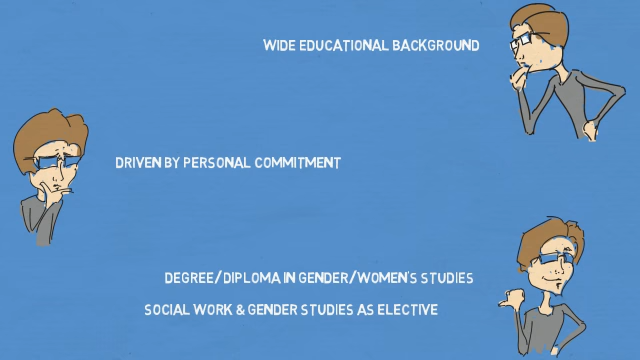 WIDE EDUCATIONAL BACKGROUND
DRIVEN BY PERSONAL COMMITMENT
DEGREE/DIPLOMA IN GENDER/WOMEN'S STUDIES
SOCIAL WORK & GENDER STUDIES AS ELECTIVE